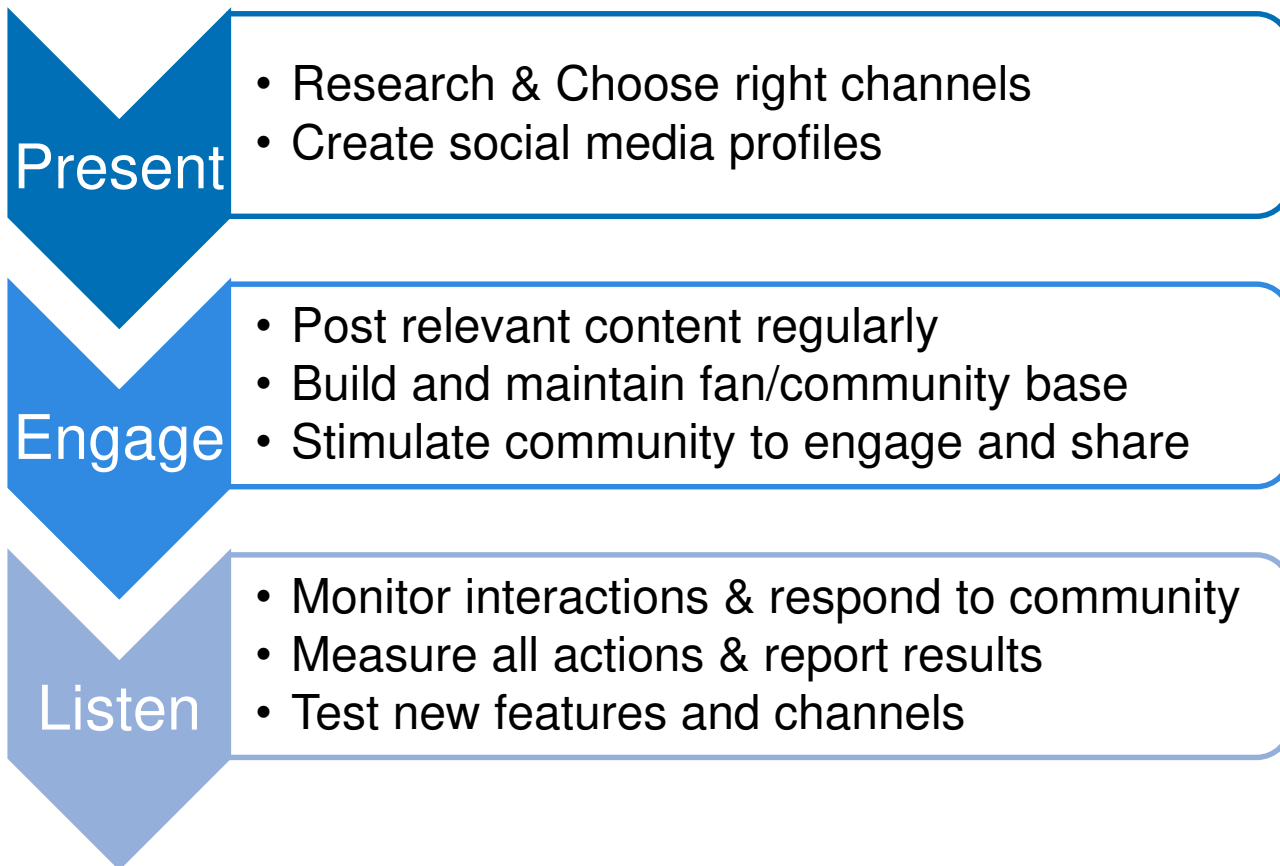 Present
• Research & Choose right channels
• Create social media profiles
Engage
• Post relevant content regularly
• Build and maintain fan/community base
• Stimulate community to engage and share
Listen
• Monitor interactions & respond to community
• Measure all actions & report results
• Test new features and channels